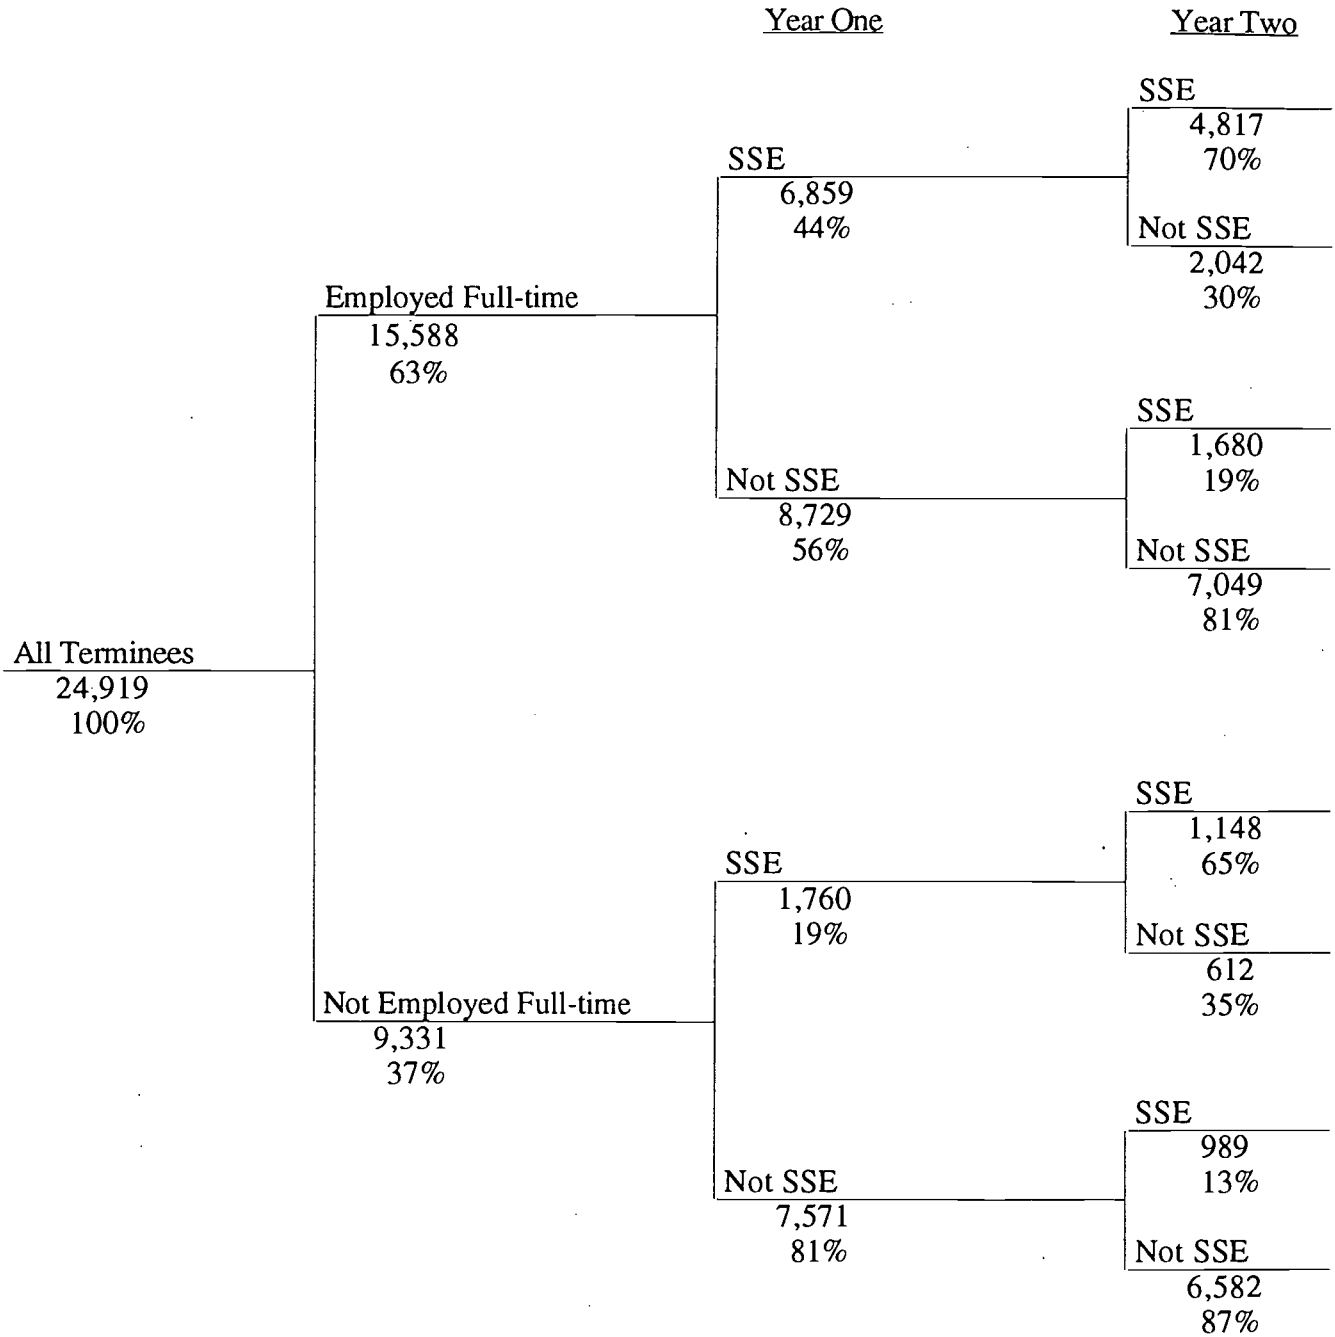 Year One
Year Two
SSE
4,817
70%
SSE
6,859
44%
Not SSE
2,042
30%
Employed Full-time
15,588
63%
SSE
1,680
19%
Not SSE
8,729
56%
Not SSE
7,049
81%
All Terminees
24,919
100%
SSE
1,148
65%
SSE
1,760
19%
Not SSE
612
35%
Not Employed Full-time
9,331
37%
SSE
989
13%
Not SSE
7,571
81%
Not SSE
6,582
87%